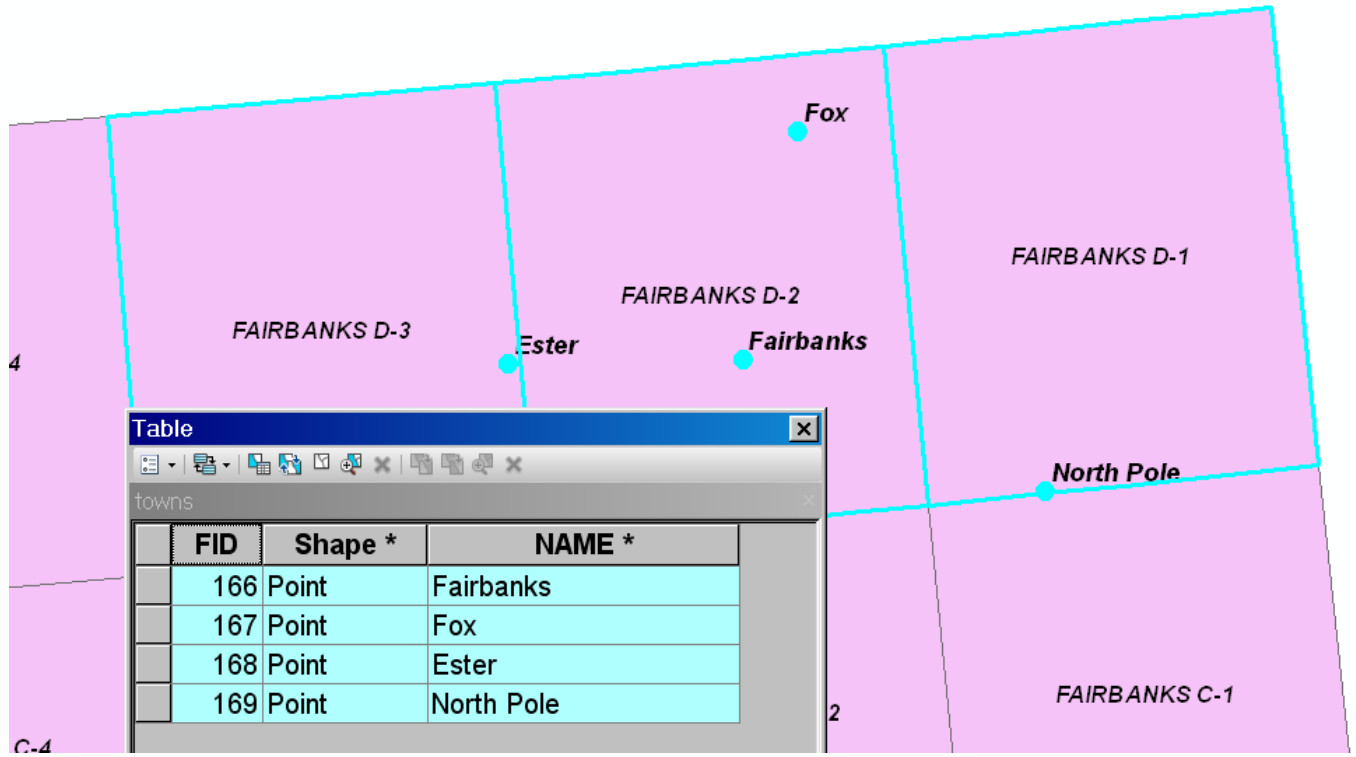 Fox
FAIRBANKS D-1
FAIRBANKS D-2
FAIRBANKS D-3
Ester
Fairbanks
4
North Pole
Table
towns
FID Shape * NAME *
166 Point Fairbanks
167 Point Fox
168 Point Ester
169 Point North Pole
FAIRBANKS C-1
2
C-4